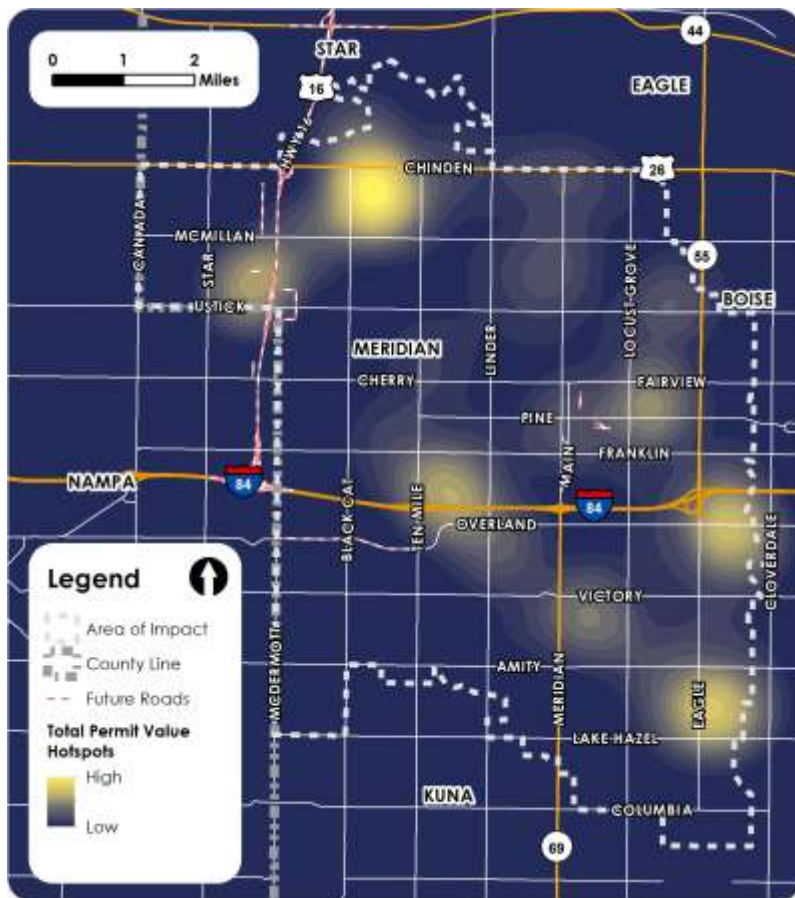 0 1 2
Miles
STAR
44
16
EAGLE
HWY 16
CHINDEN
26
CANADA
MCMILLAN
STAR
55
USTICK
BOISE
LOCUST GROVE
LINDER
MERIDIAN
CHERRY
FAIRVIEW
PINE
MAIN
FRANKLIN
NAMPA
84
BLACK CAT
TEN MILE
84
OVERLAND
CLOVERDALE
VICTORY
MCDERMOTT
AMITY
MERIDIAN
EAGLE
LAKE HAZEL
KUNA
COLUMBIA
69
Legend
Area of Impact
County Line
Future Roads
Total Permit Value
Hotspots
High
Low